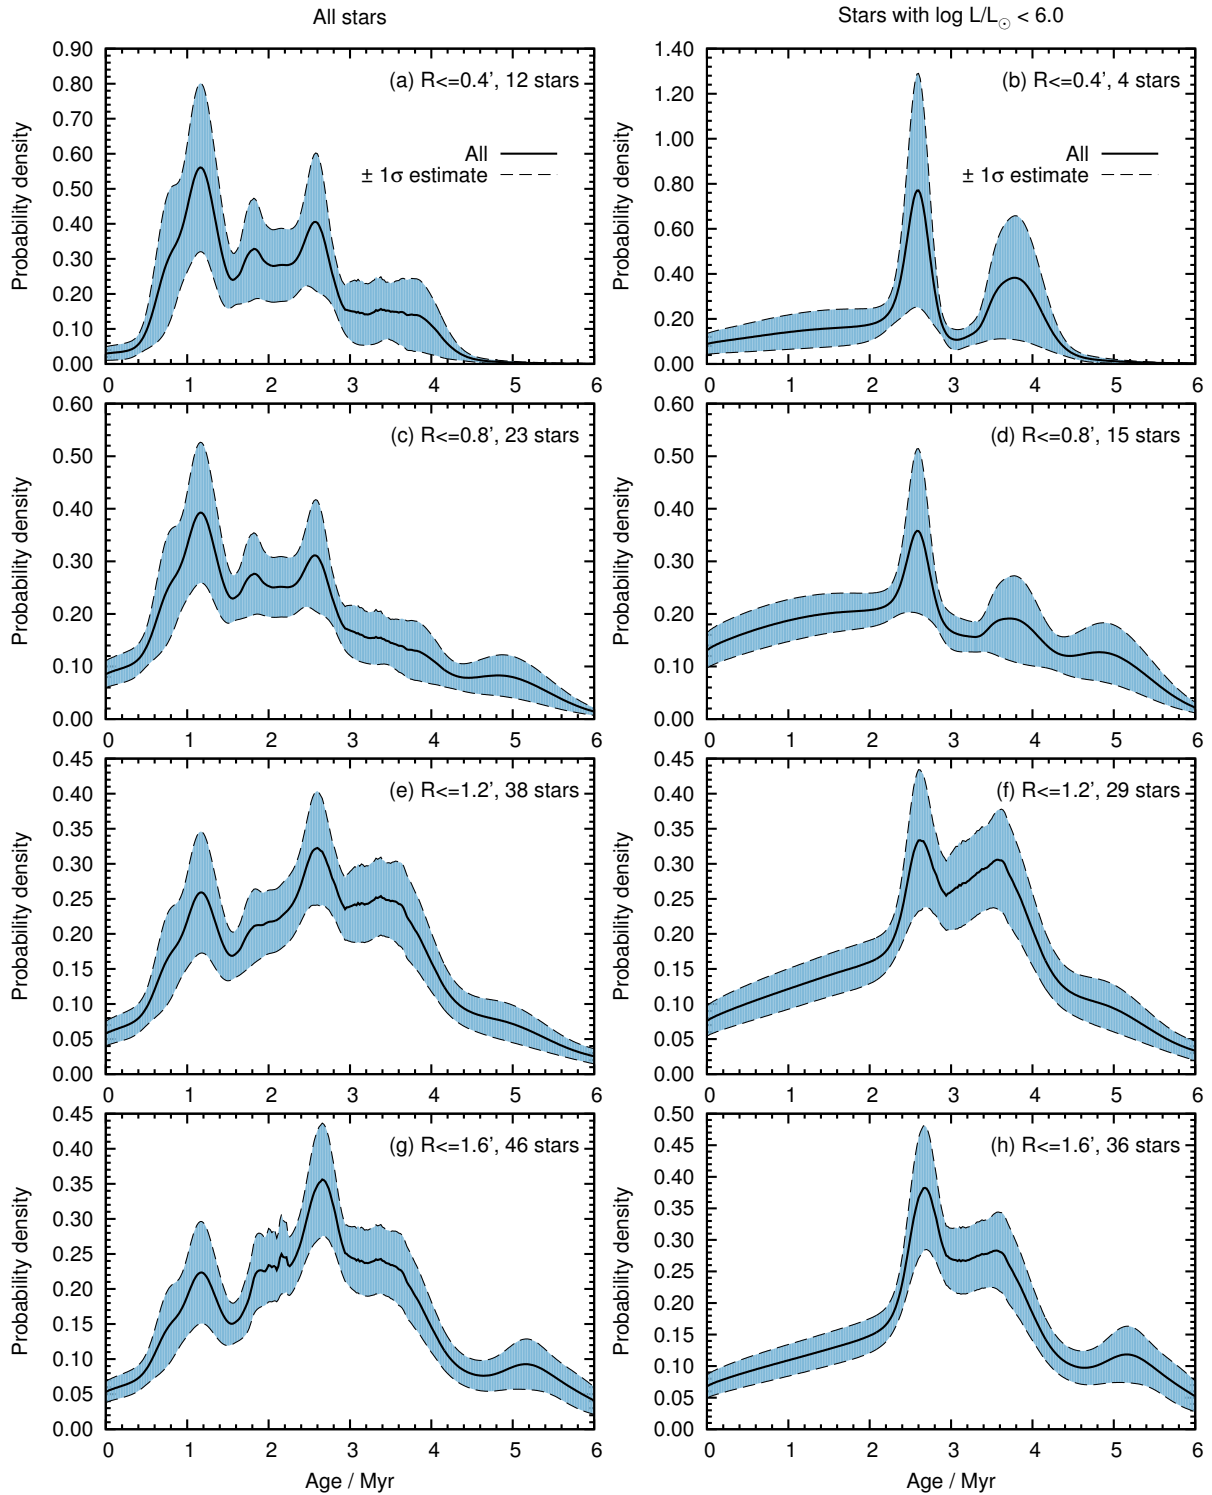 All stars
Stars with log L/L☉ < 6.0
0.90
0.80
0.70
0.60
0.50
0.40
0.30
0.20
0.10
0.00
Probability density
(a) R<=0.4', 12 stars
All
± 1σ estimate
0 1 2 3 4 5 6
1.40
1.20
1.00
0.80
0.60
0.40
0.20
0.00
Probability density
(b) R<=0.4', 4 stars
All
± 1σ estimate
0 1 2 3 4 5 6
0.60
0.50
0.40
0.30
0.20
0.10
0.00
Probability density
(c) R<=0.8', 23 stars
0 1 2 3 4 5 6
0.60
0.50
0.40
0.30
0.20
0.10
0.00
Probability density
(d) R<=0.8', 15 stars
0 1 2 3 4 5 6
0.45
0.40
0.35
0.30
0.25
0.20
0.15
0.10
0.05
0.00
Probability density
(e) R<=1.2', 38 stars
0 1 2 3 4 5 6
0.45
0.40
0.35
0.30
0.25
0.20
0.15
0.10
0.05
0.00
Probability density
(f) R<=1.2', 29 stars
0 1 2 3 4 5 6
0.45
0.40
0.35
0.30
0.25
0.20
0.15
0.10
0.05
0.00
Probability density
(g) R<=1.6', 46 stars
0 1 2 3 4 5 6
Age / Myr
0.50
0.45
0.40
0.35
0.30
0.25
0.20
0.15
0.10
0.05
0.00
Probability density
(h) R<=1.6', 36 stars
0 1 2 3 4 5 6
Age / Myr